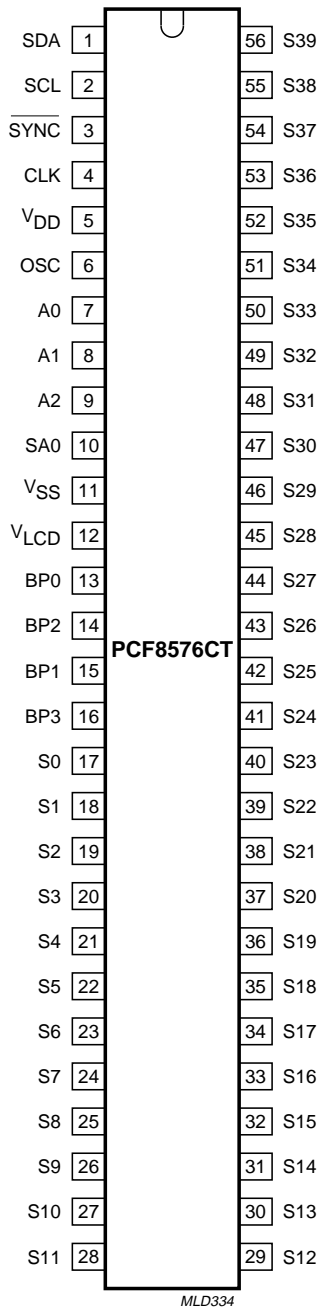 SDA 1 56 S39
SCL 2 55 S38
SYNC 3 54 S37
CLK 4 53 S36
VDD 5 52 S35
OSC 6 51 S34
A0 7 50 S33
A1 8 49 S32
A2 9 48 S31
SA0 10 47 S30
VSS 11 46 S29
VLCD 12 45 S28
BP0 13 44 S27
BP2 14 43 S26
PCF8576CT
BP1 15 42 S25
BP3 16 41 S24
S0 17 40 S23
S1 18 39 S22
S2 19 38 S21
S3 20 37 S20
S4 21 36 S19
S5 22 35 S18
S6 23 34 S17
S7 24 33 S16
S8 25 32 S15
S9 26 31 S14
S10 27 30 S13
S11 28 29 S12
MLD334